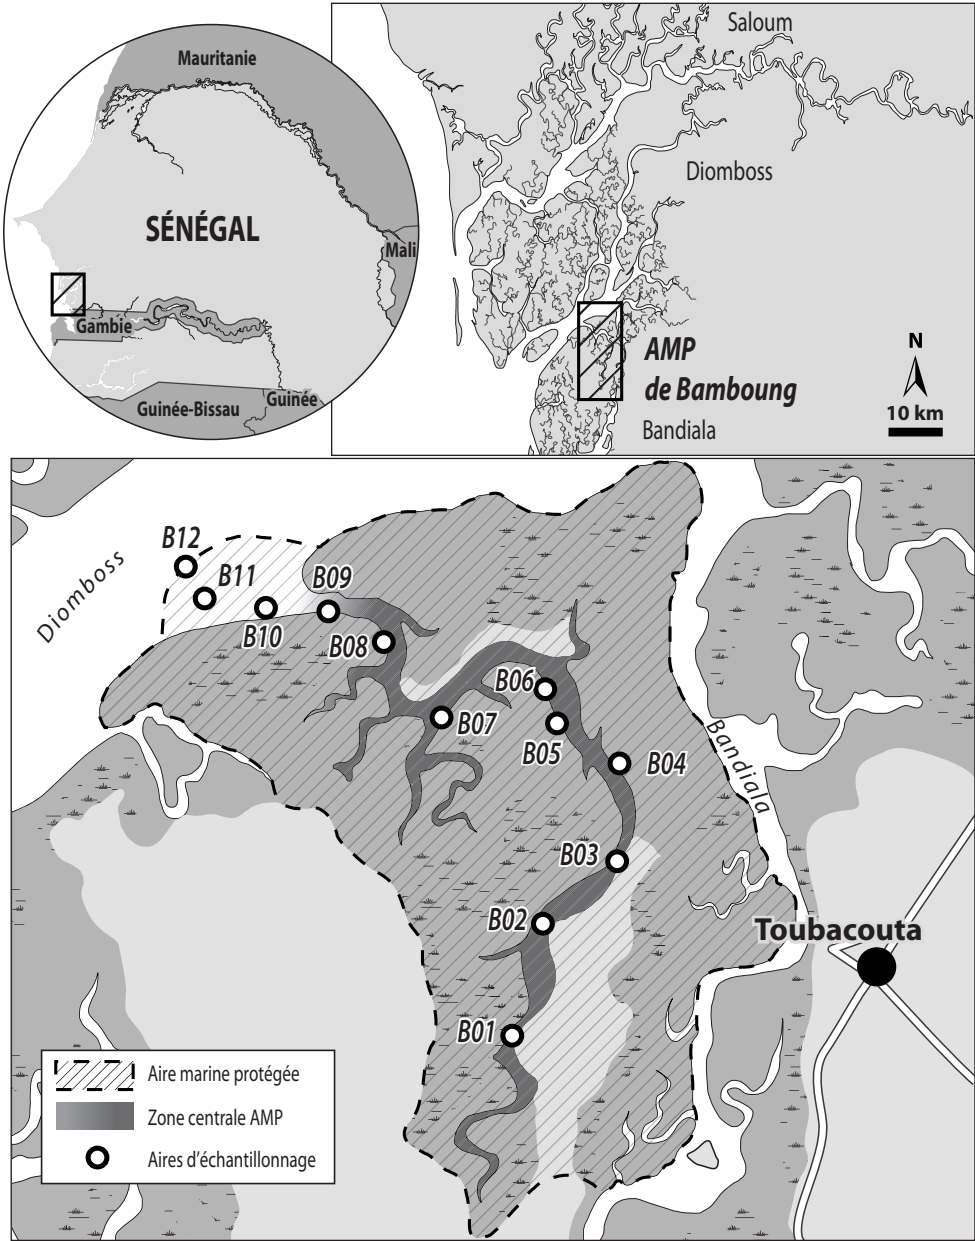 Mauritanie
SÉNÉGAL
Mali
Gambie
Guinée-Bissau
Guinée
Saloum
Diomboss
AMP
de Bamboung
Bandiala
N
10 km
Diomboss
B12
B11
B10
B09
B08
B07
B06
B05
B04
B03
B02
B01
Bandiala
Toubacouta
Aire marine protégée
Zone centrale AMP
Aires d'échantillonnage